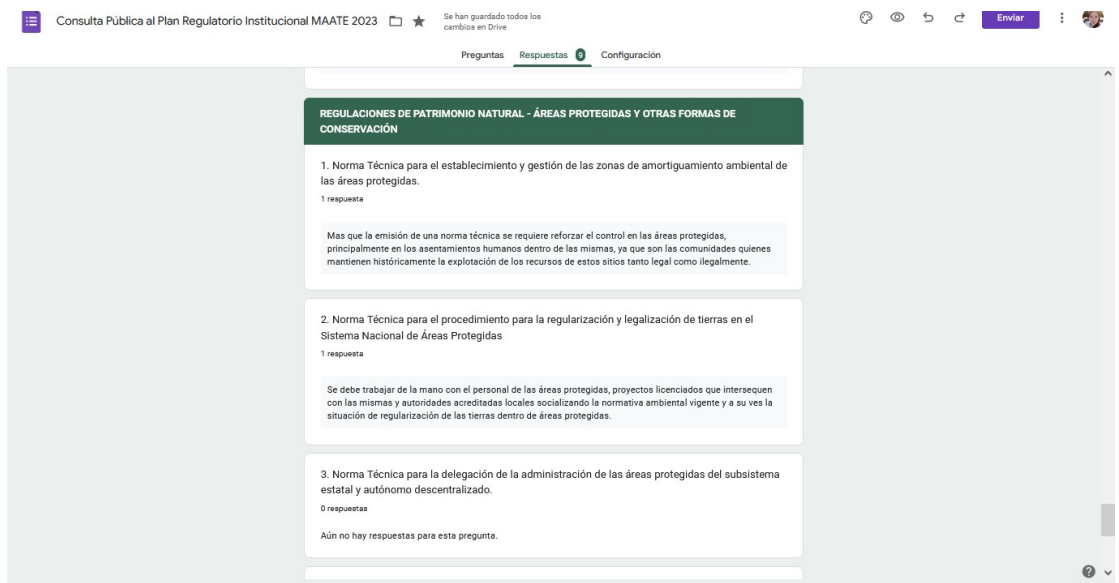 Consulta Pública al Plan Regulatorio Institucional MAATE 2023
Se han guardado todos los
cambios en Drive
Enviar
Preguntas Respuestas 9 Configuración
REGULACIONES DE PATRIMONIO NATURAL - ÁREAS PROTEGIDAS Y OTRAS FORMAS DE
CONSERVACIÓN
1. Norma Técnica para el establecimiento y gestión de las zonas de amortiguamiento ambiental de
las áreas protegidas.
1 respuesta
Mas que la emisión de una norma técnica se requiere reforzar el control en las áreas protegidas,
principalmente en los asentamientos humanos dentro de las mismas, ya que son las comunidades quienes
mantienen históricamente la explotación de los recursos de estos sitios tanto legal como ilegalmente.
2. Norma Técnica para el procedimiento para la regularización y legalización de tierras en el
Sistema Nacional de Áreas Protegidas
1 respuesta
Se debe trabajar de la mano con el personal de las áreas protegidas, proyectos licenciados que intersequen
con las mismas y autoridades acreditadas locales socializando la normativa ambiental vigente y a su ves la
situación de regularización de las tierras dentro de áreas protegidas.
3. Norma Técnica para la delegación de la administración de las áreas protegidas del subsistema
estatal y autónomo descentralizado.
0 respuestas
Aún no hay respuestas para esta pregunta.